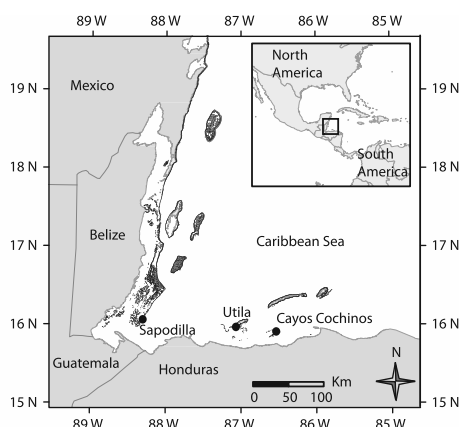 89 W 88 W 87 W 86 W 85 W
North
America
Mexico
19 N 19 N
18 N 18 N
South
America
Belize
17 N 17 N
Caribbean Sea
Utila
Cayos Cochinos
16 N 16 N
Sapodilla
Guatemala
Honduras
N
Km
0 50 100
15 N 15 N
89 W 88 W 87 W 86 W 85 W